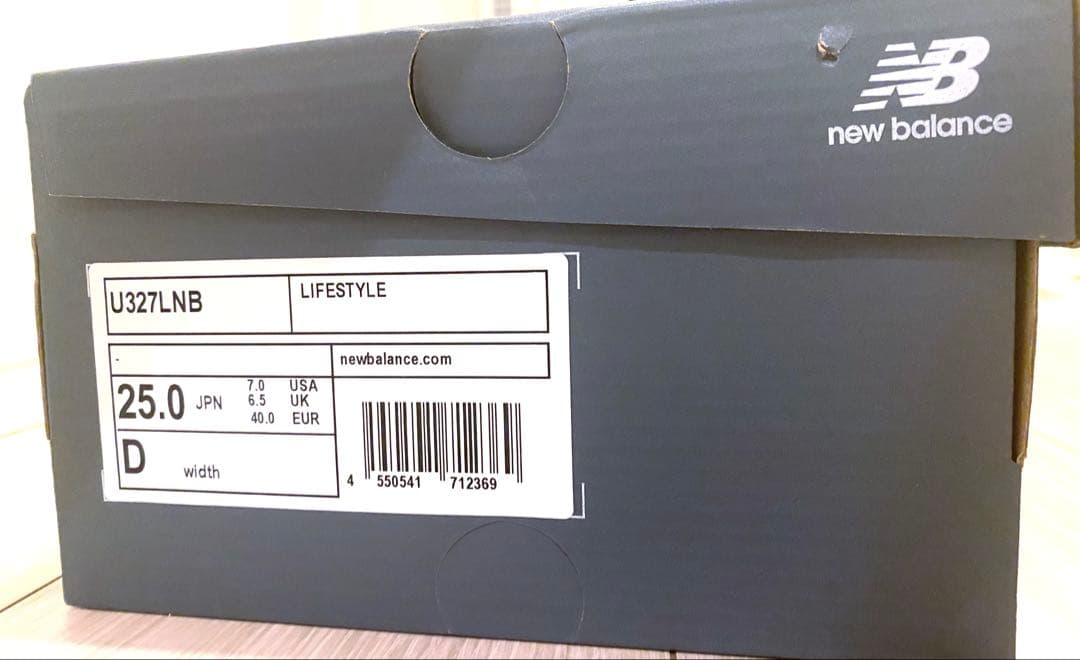 NB
new balance
U327LNB
LIFESTYLE
-
newbalance.com
25.0 JPN
7.0 USA
6.5 UK
40.0 EUR
D width
4 550541 712369